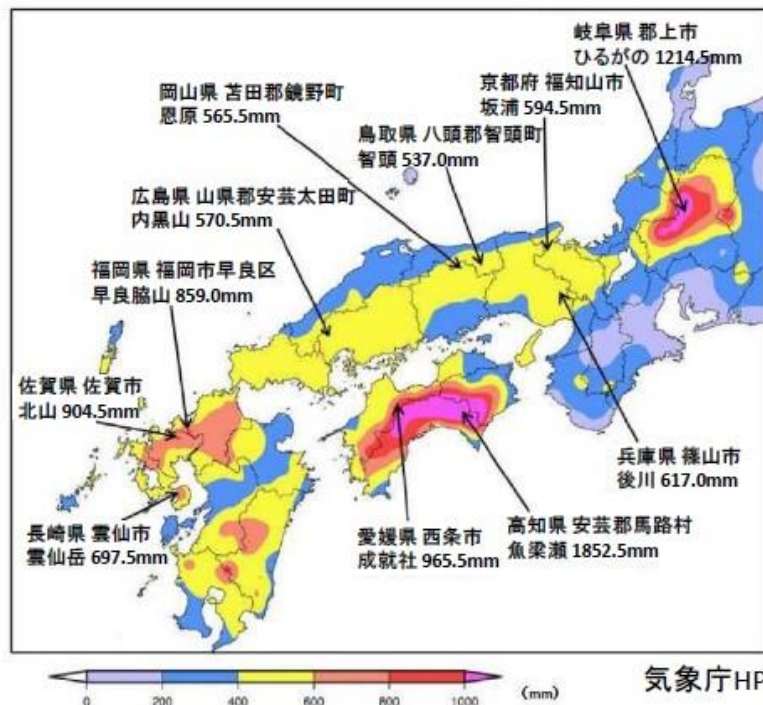 岐阜県 郡上市
ひるがの 1214.5mm
京都府 福知山市
坂浦 594.5mm
岡山県 苫田郡鏡野町
恩原 565.5mm
鳥取県 八頭郡智頭町
智頭 537.0mm
広島県 山県郡安芸太田町
内黒山 570.5mm
福岡県 福岡市早良区
早良脇山 859.0mm
佐賀県 佐賀市
北山 904.5mm
長崎県 雲仙市
雲仙岳 697.5mm
愛媛県 西条市
成就社 965.5mm
高知県 安芸郡馬路村
魚梁瀬 1852.5mm
兵庫県 篠山市
後川 617.0mm
0 200 400 600 800 1000 (mm)
気象庁HP